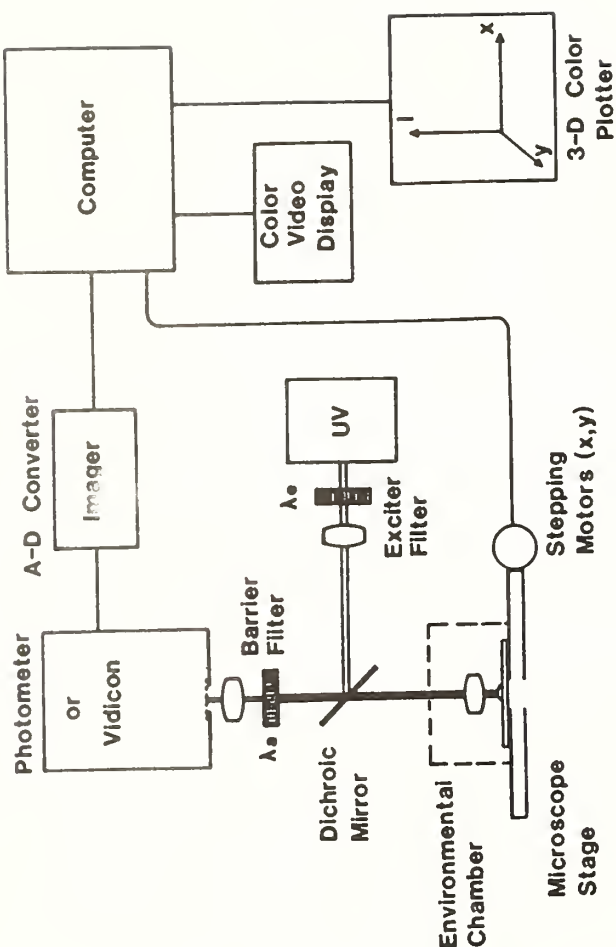 Photometer
or
Vidicon
A-D Converter
Imager
Computer
Color
Video
Display
3-D Color
Plotter
I
x
y
Barrier
Filter
λa
Dichroic
Mirror
λe
Exciter
Filter
UV
Environmental
Chamber
Microscope
Stage
Stepping
Motors (x,y)